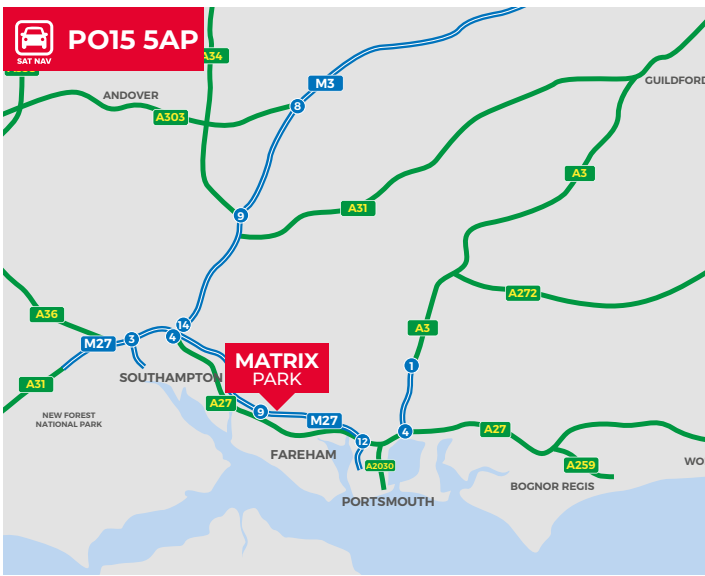 PO15 5AP
SAT NAV
A34
M3
GUILDFORD
ANDOVER
8
A303
A3
A31
9
A272
A36
14
A3
M27
3
4
MATRIX
PARK
1
SOUTHAMPTON
A31
A27
9
M27
NEW FOREST
NATIONAL PARK
4
A27
12
FAREHAM
A2030
A259
WO
BOGNOR REGIS
PORTSMOUTH